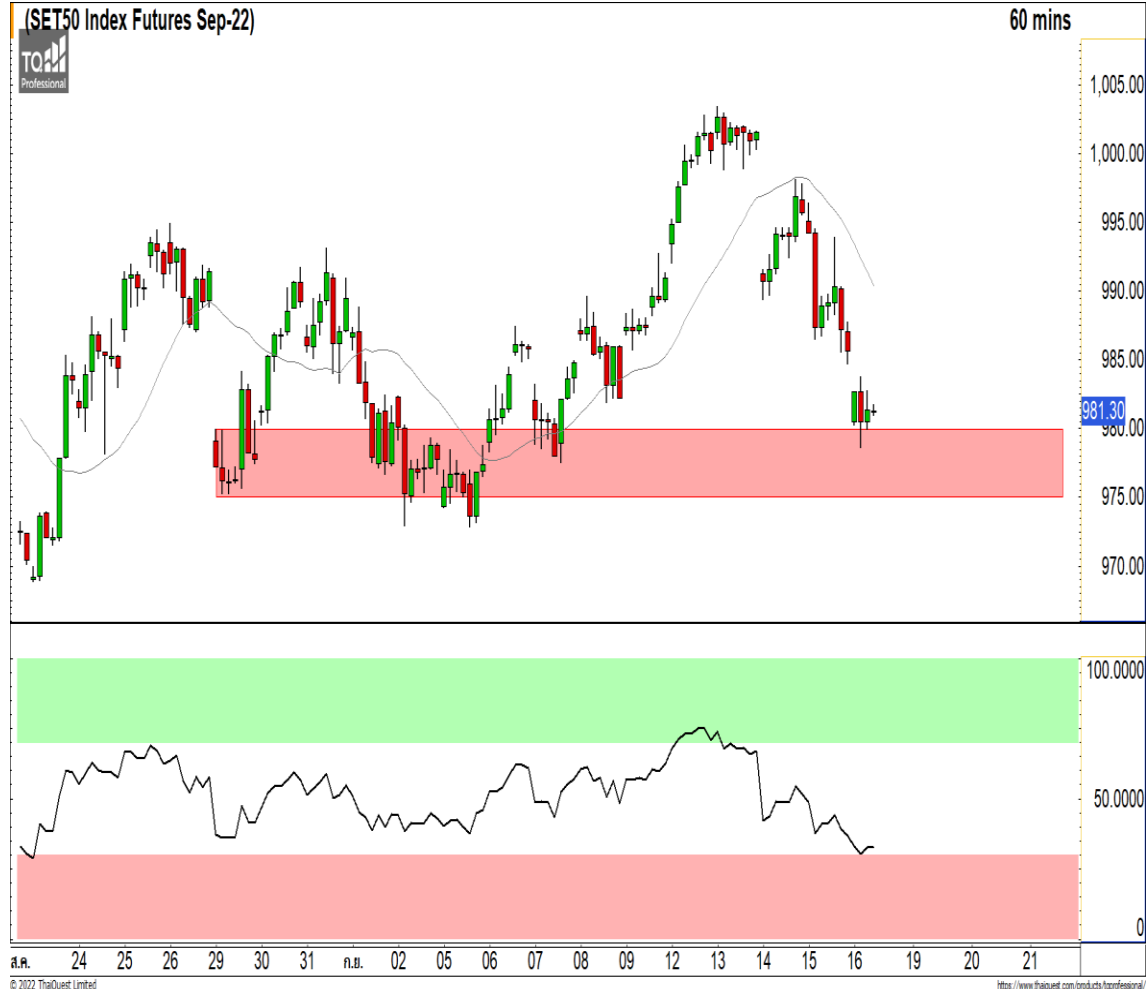 (SET50 Index Futures Sep-22)
60 mins
TQ
Professional
1,005.00
1,000.00
995.00
990.00
985.00
981.30
980.00
975.00
970.00
100.0000
50.0000
0
ส.ค. 24 25 26 29 30 31 ก.ย. 02 05 06 07 08 09 12 13 14 15 16 19 20 21
© 2022 ThaiQuest Limited
https://www.thaiquest.com/products/tqprofessional/